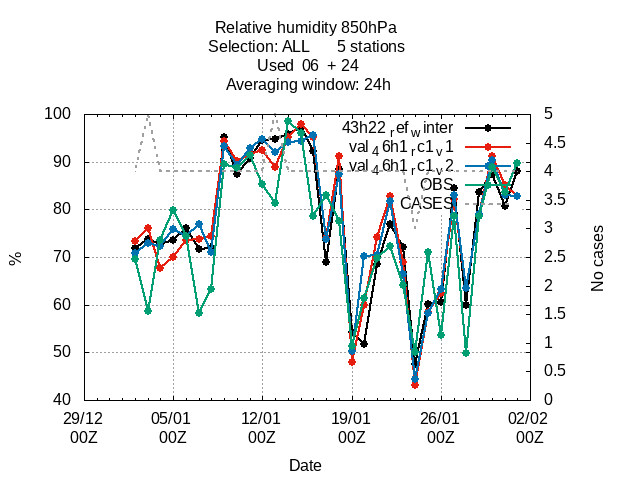 Relative humidity 850hPa
Selection: ALL 5 stations
Used 06 + 24
Averaging window: 24h
100
90
80
70
60
50
40
%
5
4.5
4
3.5
3
2.5
2
1.5
1
0.5
0
No cases
43h22refwinter
val46h1rc1v1
val46h1rc1v2
OBS
CASES
29/12 05/01 12/01 19/01 26/01 02/02
00Z 00Z 00Z 00Z 00Z 00Z
Date